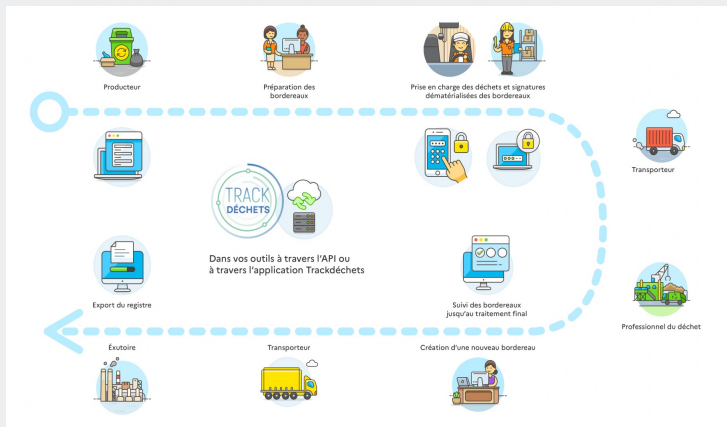 Producteur
Préparation des
bordereaux
Prise en charge des déchets et signatures
dématérialisées des bordereaux
Transporteur
TRACK
DÉCHETS
Dans vos outils à travers l'API ou
à travers l'application Trackdéchets
Export du registre
Suivi des bordereaux
jusqu'au traitement final
Professionnel du déchet
Éxutoire
Transporteur
Création d'une nouveau bordereau